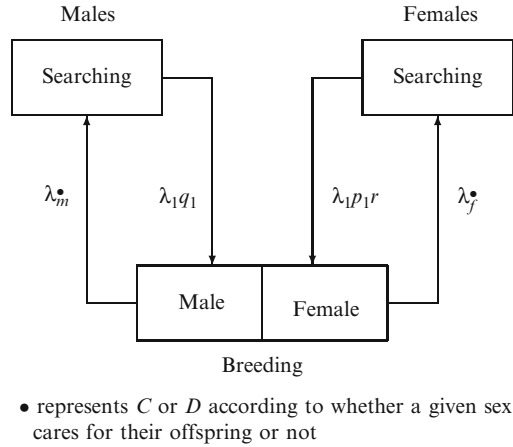 Males Females
Searching Searching
λ•m λ1q1 λ1p1r λ•f
Male Female
Breeding
• represents C or D according to whether a given sex
cares for their offspring or not